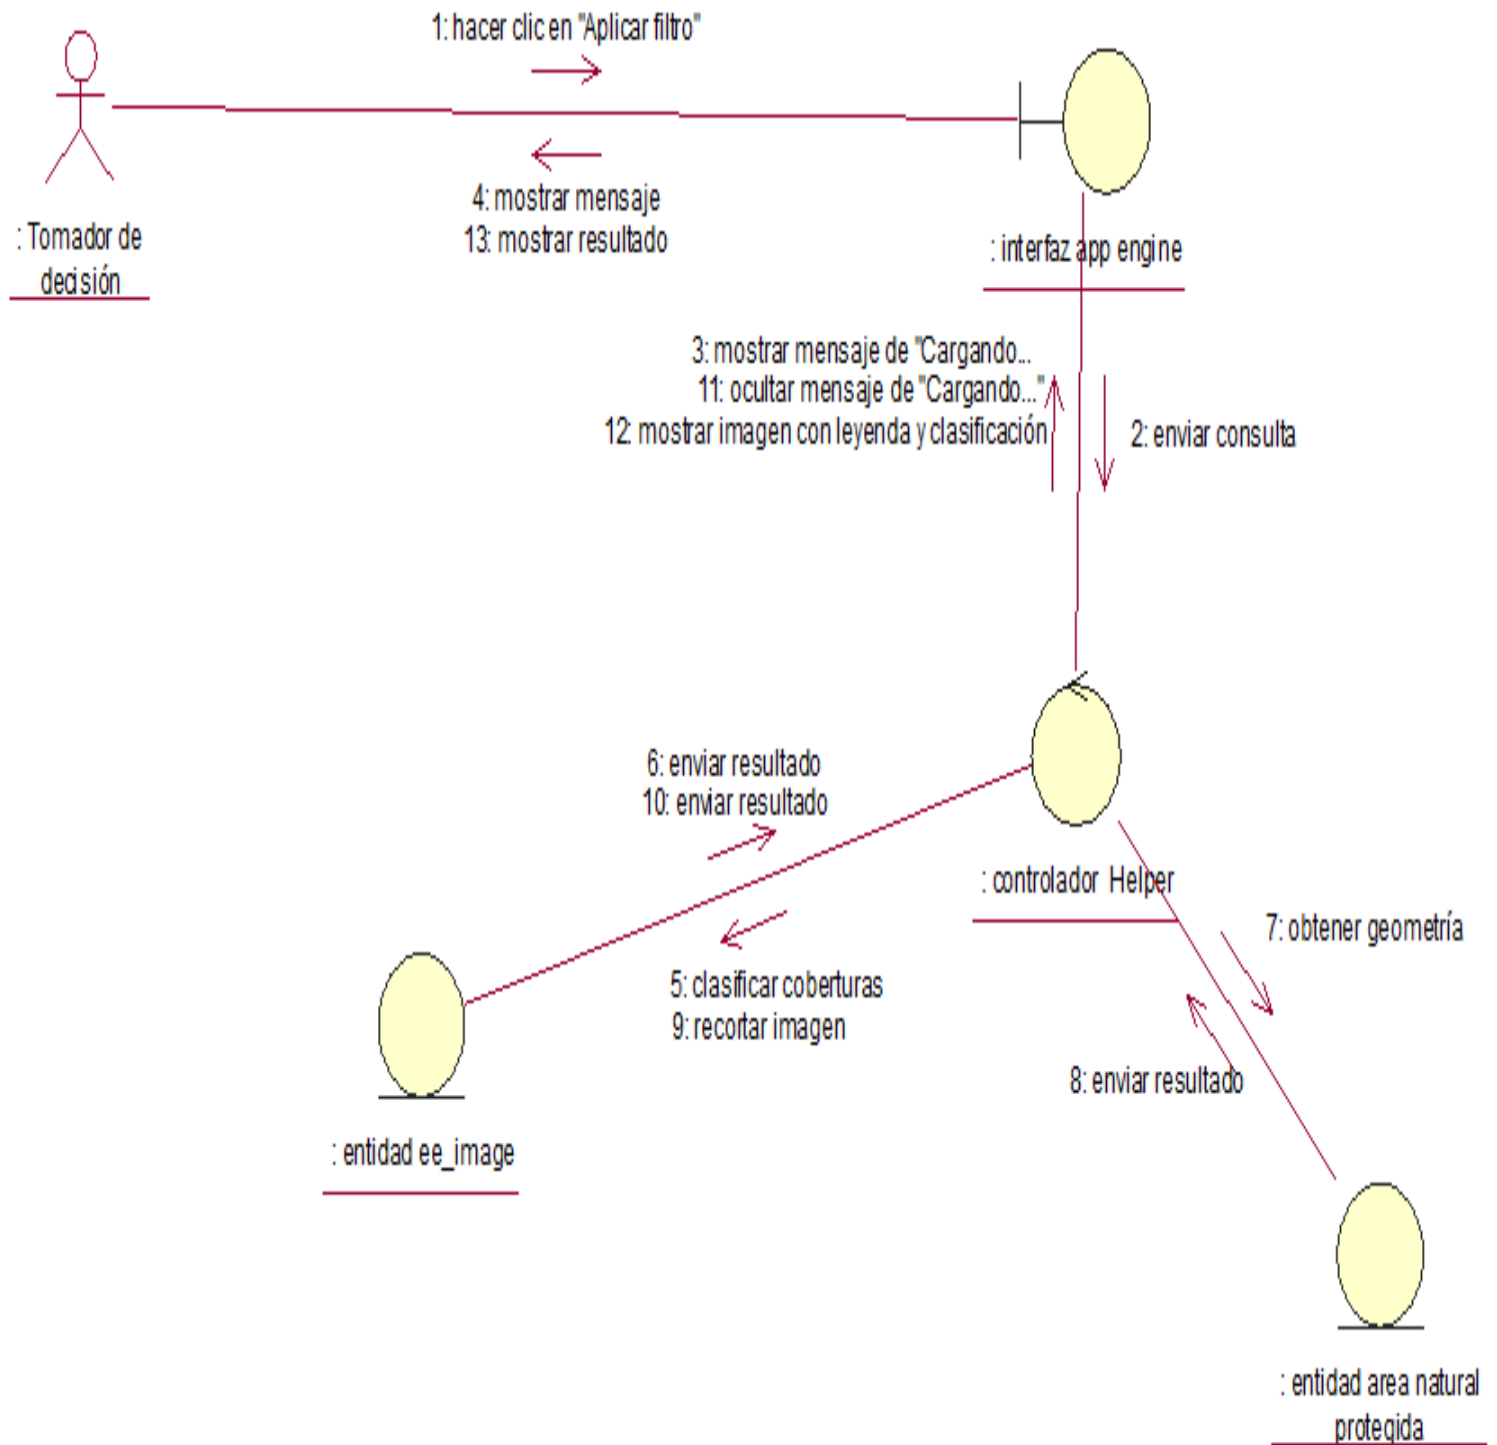 1: hacer clic en "Aplicar filtro"
4: mostrar mensaje
13: mostrar resultado
: Tomador de
decisión
: interfaz app engine
3: mostrar mensaje de "Cargando...
11: ocultar mensaje de "Cargando..."
12: mostrar imagen con leyenda y clasificación
2: enviar consulta
6: enviar resultado
10: enviar resultado
: controlador Helper
7: obtener geometría
5: clasificar coberturas
9: recortar imagen
8: enviar resultado
: entidad ee_image
: entidad area natural
protegida